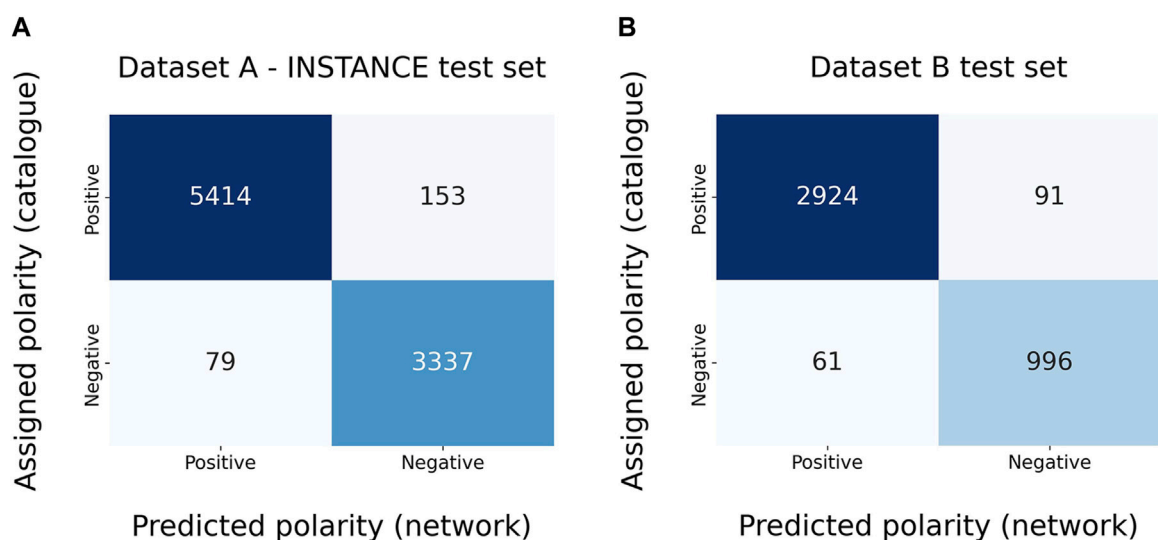 A
Dataset A - INSTANCE test set
Assigned polarity (catalogue)
Positive
Negative
5414 153
79 3337
Positive Negative
Predicted polarity (network)
B
Dataset B test set
Assigned polarity (catalogue)
Positive
Negative
2924 91
61 996
Positive Negative
Predicted polarity (network)